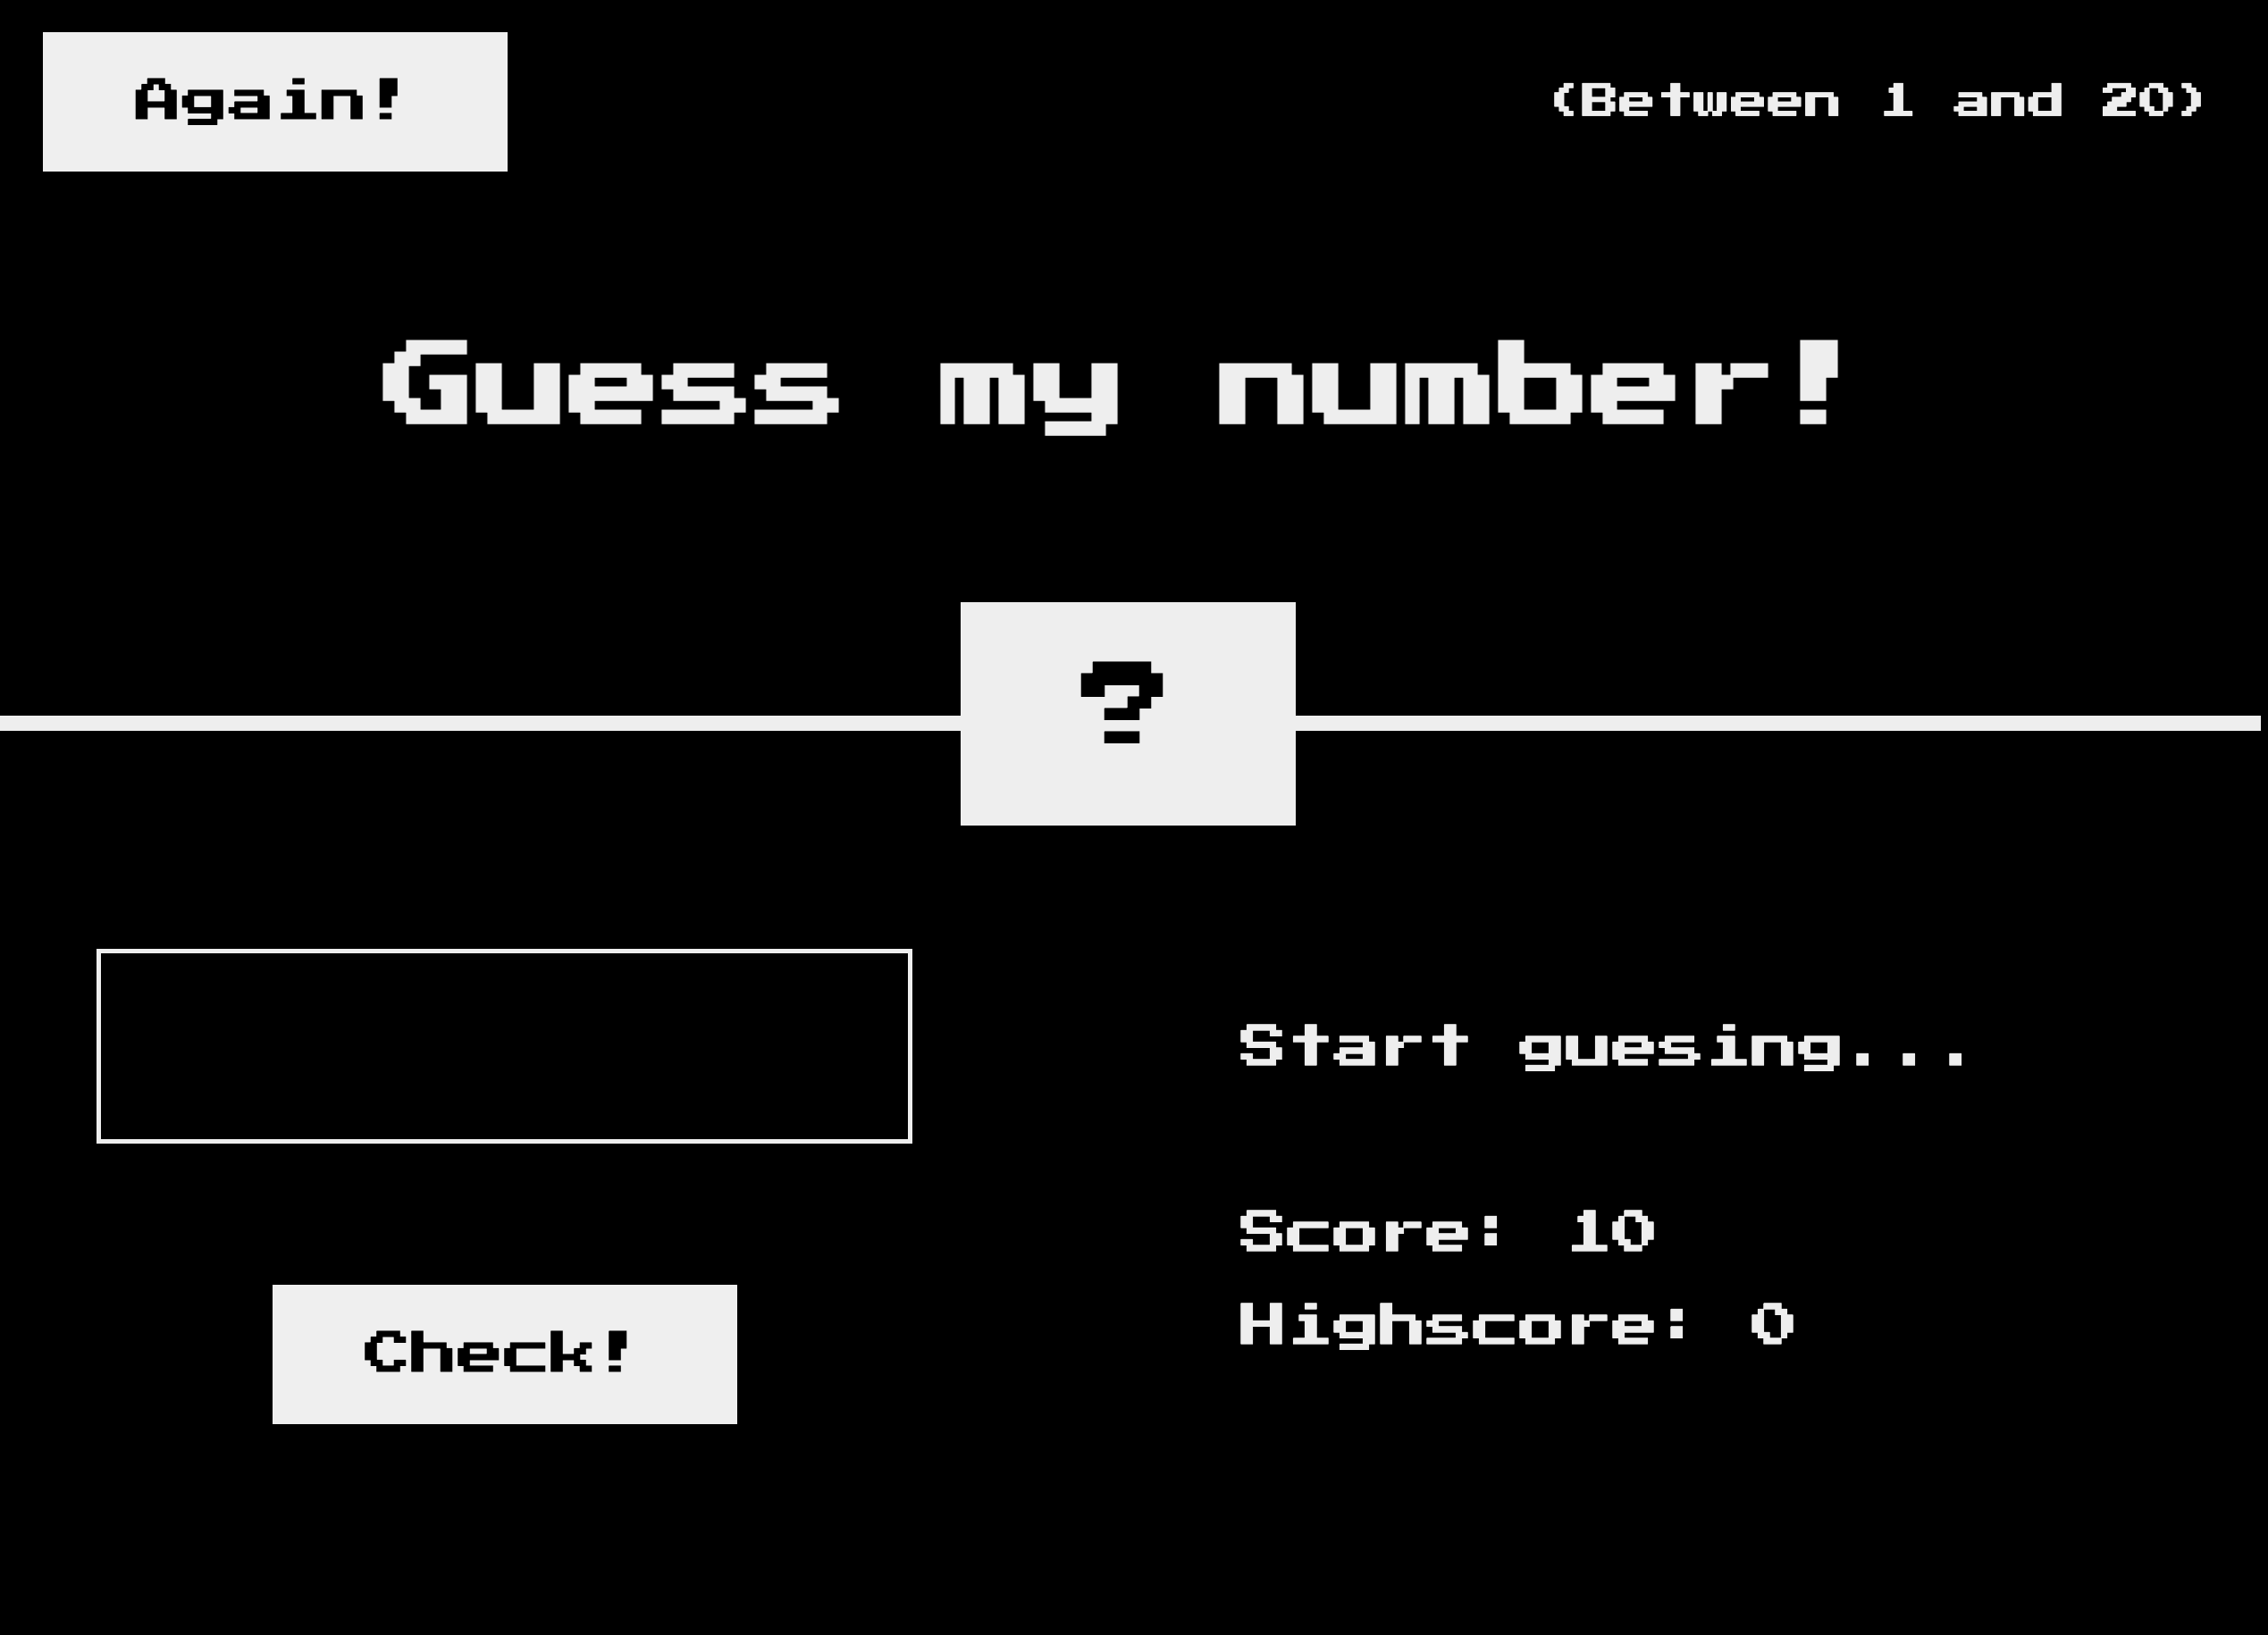 Again!
(Between 1 and 20)
Guess my number!
?
Start guesing...
Score: 10
Highscore: 0
Check!